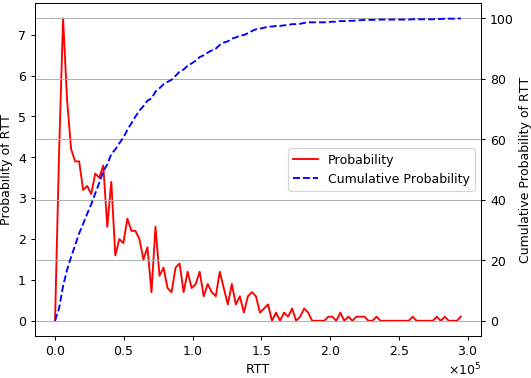 Probability of RTT
7
6
5
4
3
2
1
0
100
80
60
40
20
0
Cumulative Probability of RTT
Probability
Cumulative Probability
0.0 0.5 1.0 1.5 2.0 2.5 3.0
RTT
×10⁵